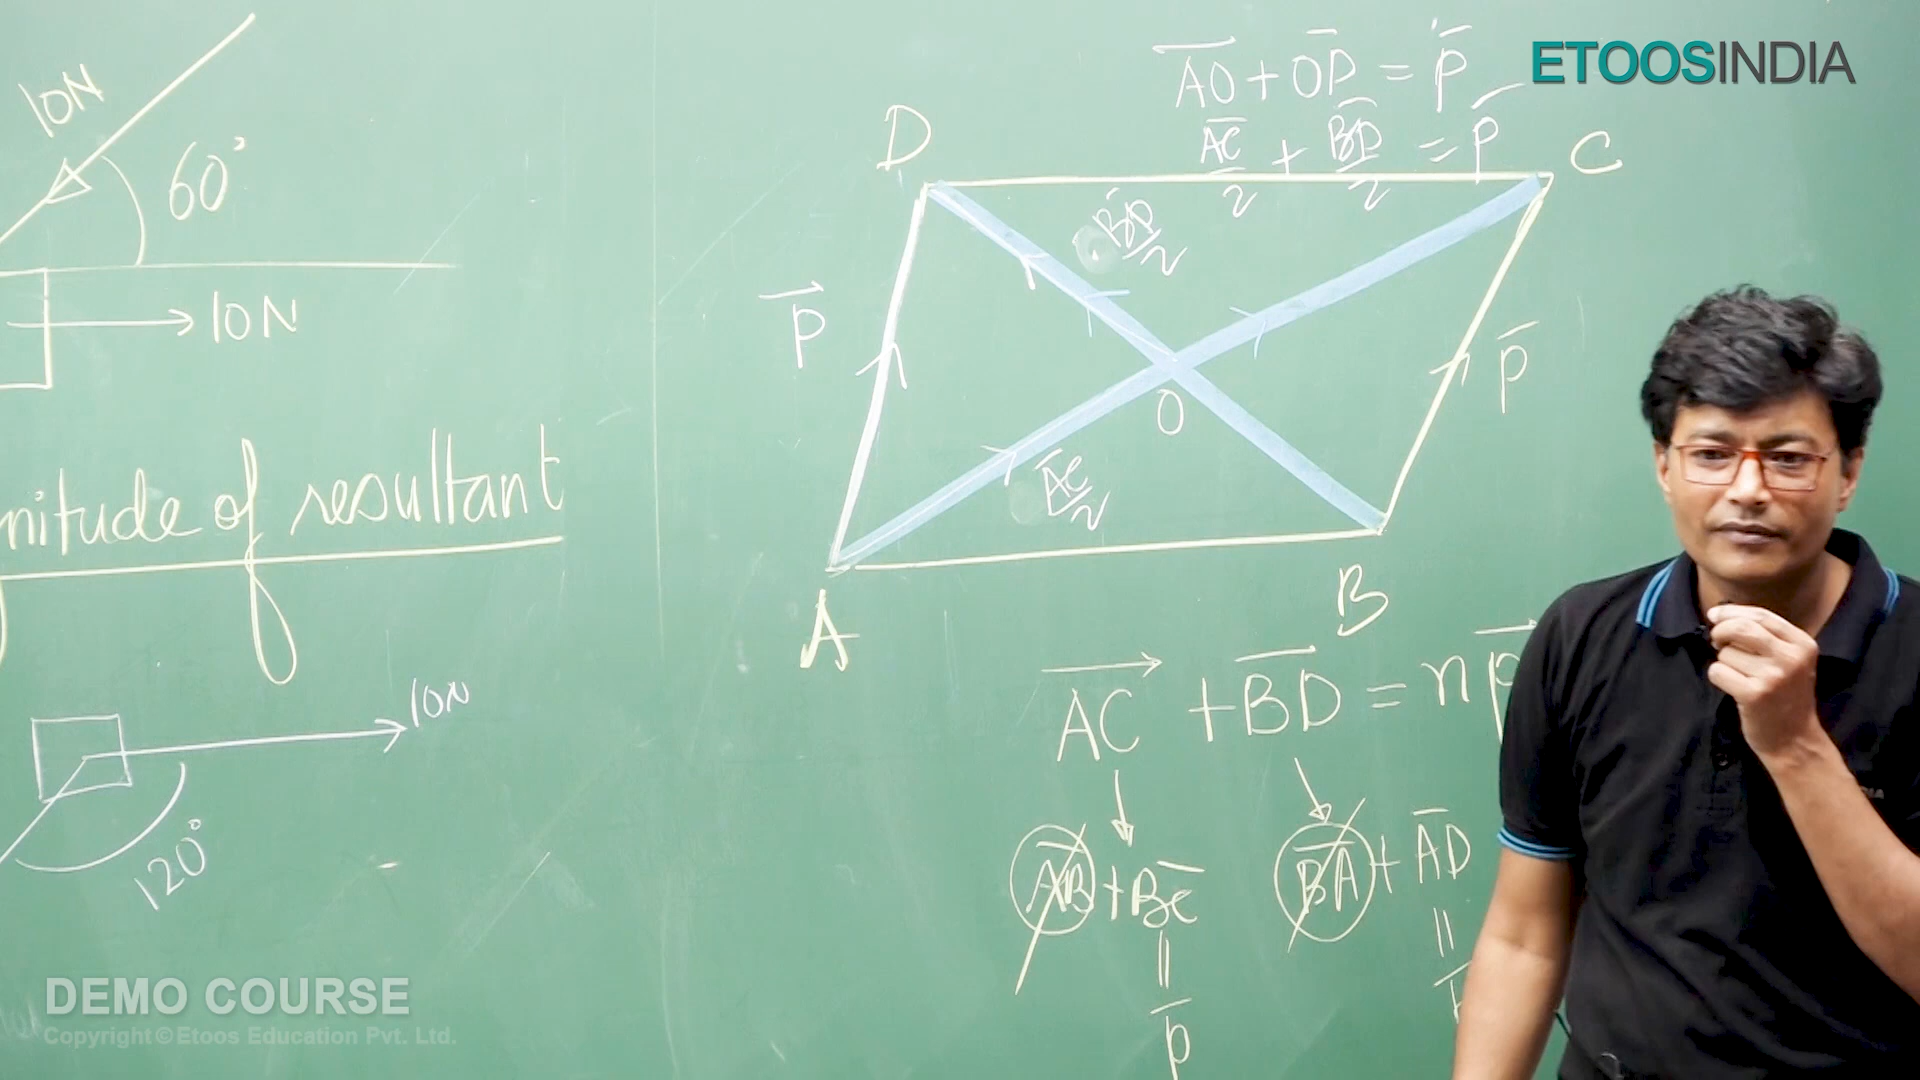 10N
60°
10N
nitude of resultant
10N
120°
AO + OD = p
AC/2 + BD/2 = p
D
C
BD/2
p
p
O
AC/2
A
B
AC + BD = n p
AB + BC
BA + AD
=
=
p
ETOOSINDIA
DEMO COURSE
Copyright © Etoos Education Pvt. Ltd.